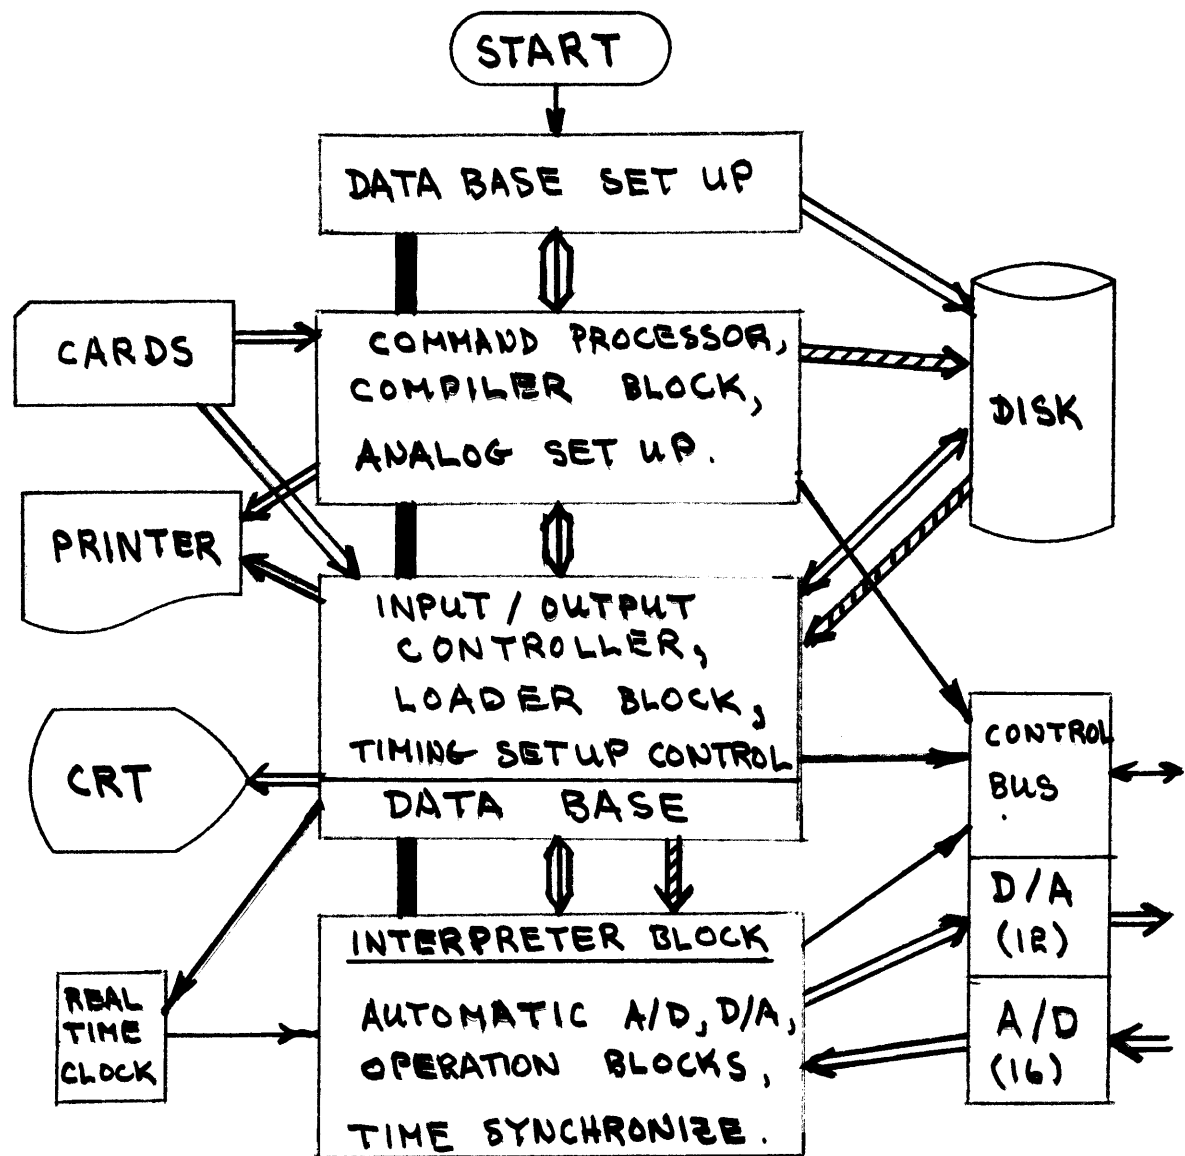 START
DATA BASE SET UP
CARDS
COMMAND PROCESSOR,
COMPILER BLOCK,
ANALOG SET UP.
DISK
PRINTER
INPUT / OUTPUT
CONTROLLER,
LOADER BLOCK,
TIMING SETUP CONTROL
DATA BASE
CRT
CONTROL
BUS
D/A
(12)
A/D
(16)
REAL
TIME
CLOCK
INTERPRETER BLOCK
AUTOMATIC A/D, D/A,
OPERATION BLOCKS,
TIME SYNCHRONIZE.